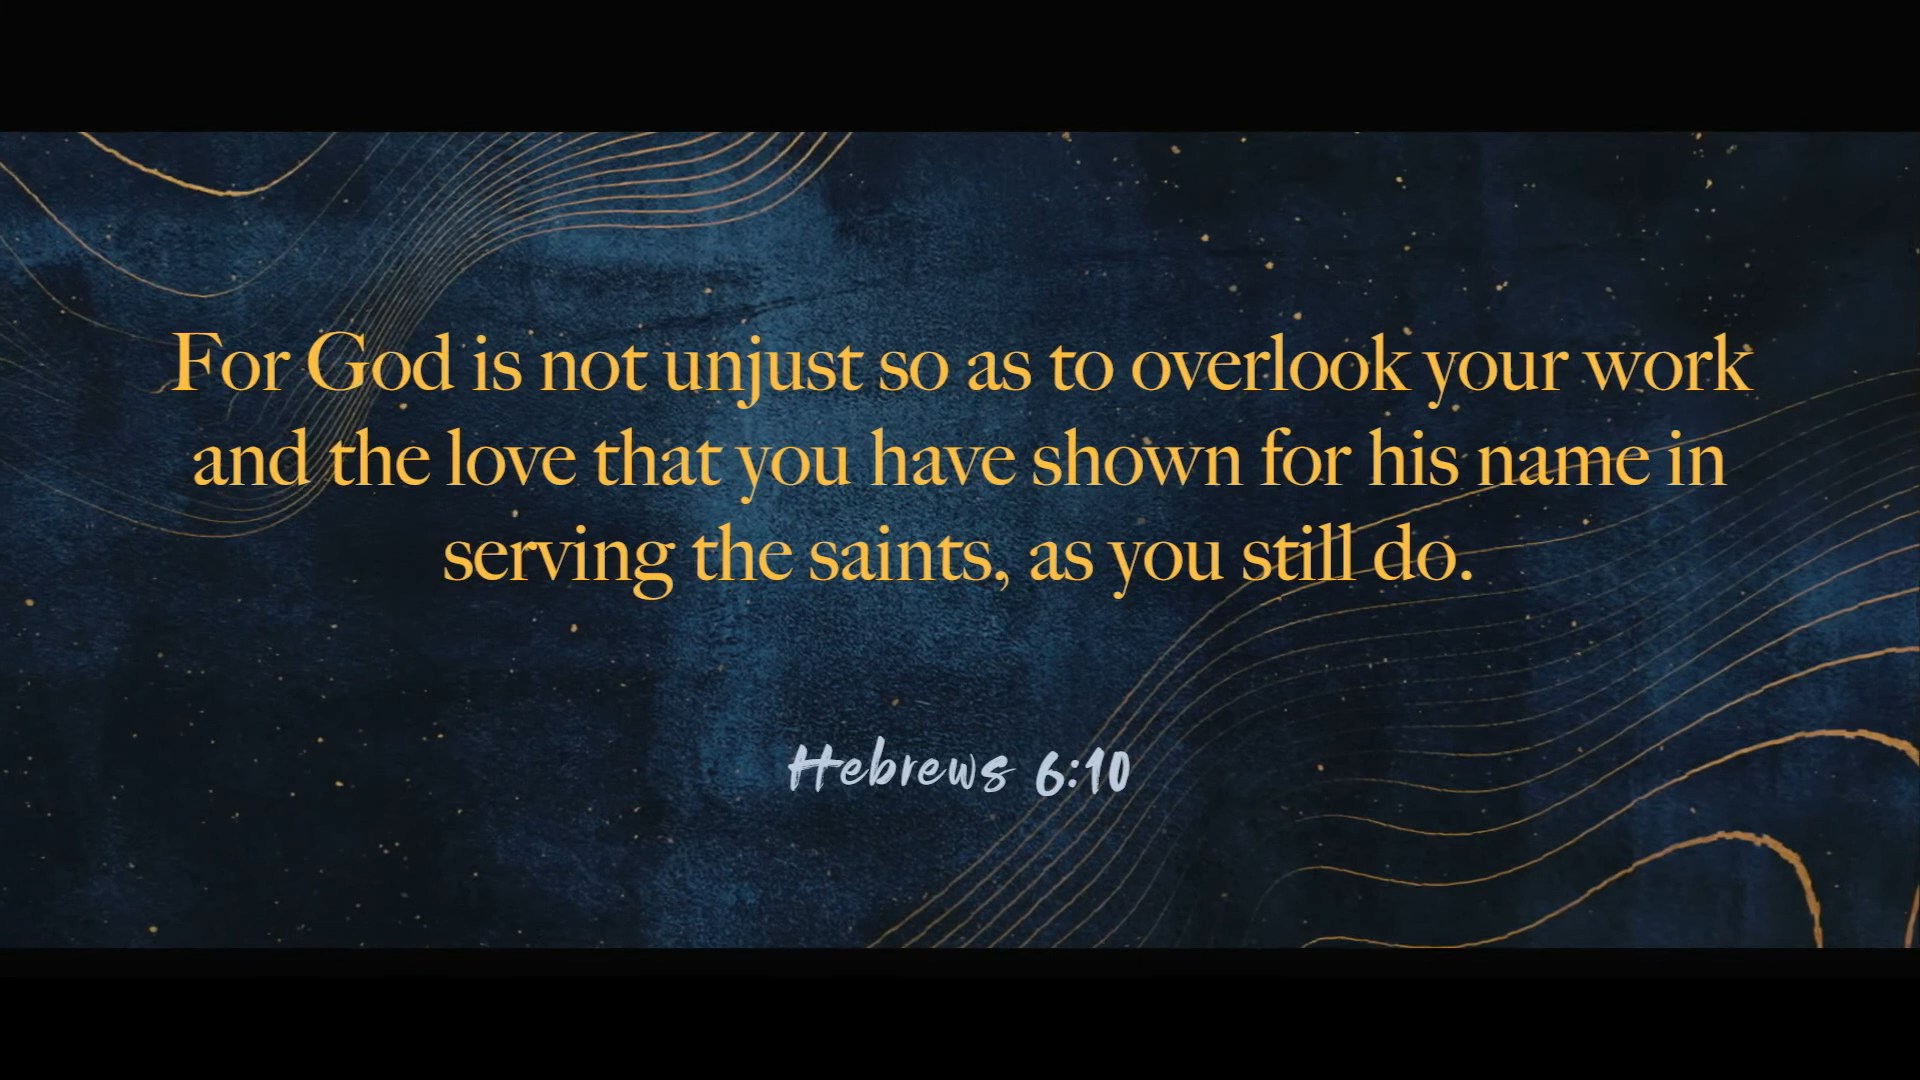 For God is not unjust so as to overlook your work
and the love that you have shown for his name in
serving the saints, as you still do.
Hebrews 6:10